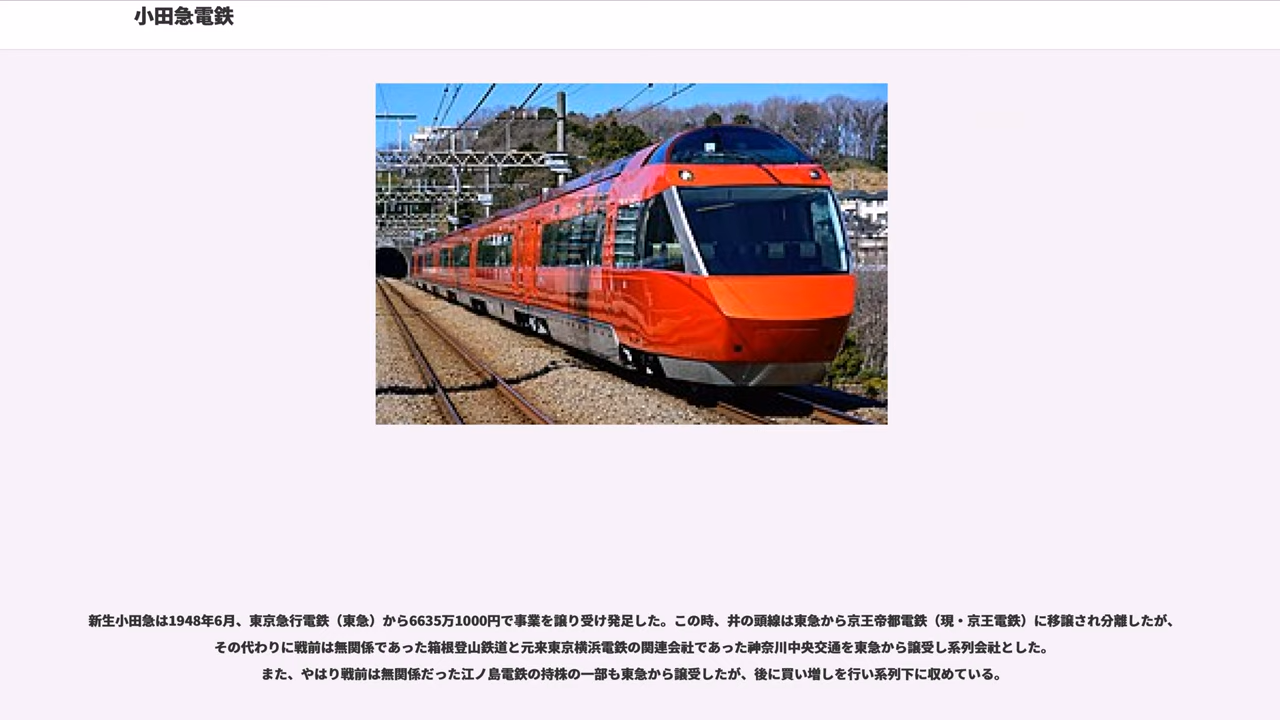 小田急電鉄
新生小田急は1948年6月、東京急行電鉄（東急）から6635万1000円で事業を譲り受け発足した。この時、井の頭線は東急から京王帝都電鉄（現・京王電鉄）に移譲され分離したが、
その代わりに戦前は無関係であった箱根登山鉄道と元来東京横浜電鉄の関連会社であった神奈川中央交通を東急から譲受し系列会社とした。
また、やはり戦前は無関係だった江ノ島電鉄の持株の一部も東急から譲受したが、後に買い増しを行い系列下に収めている。